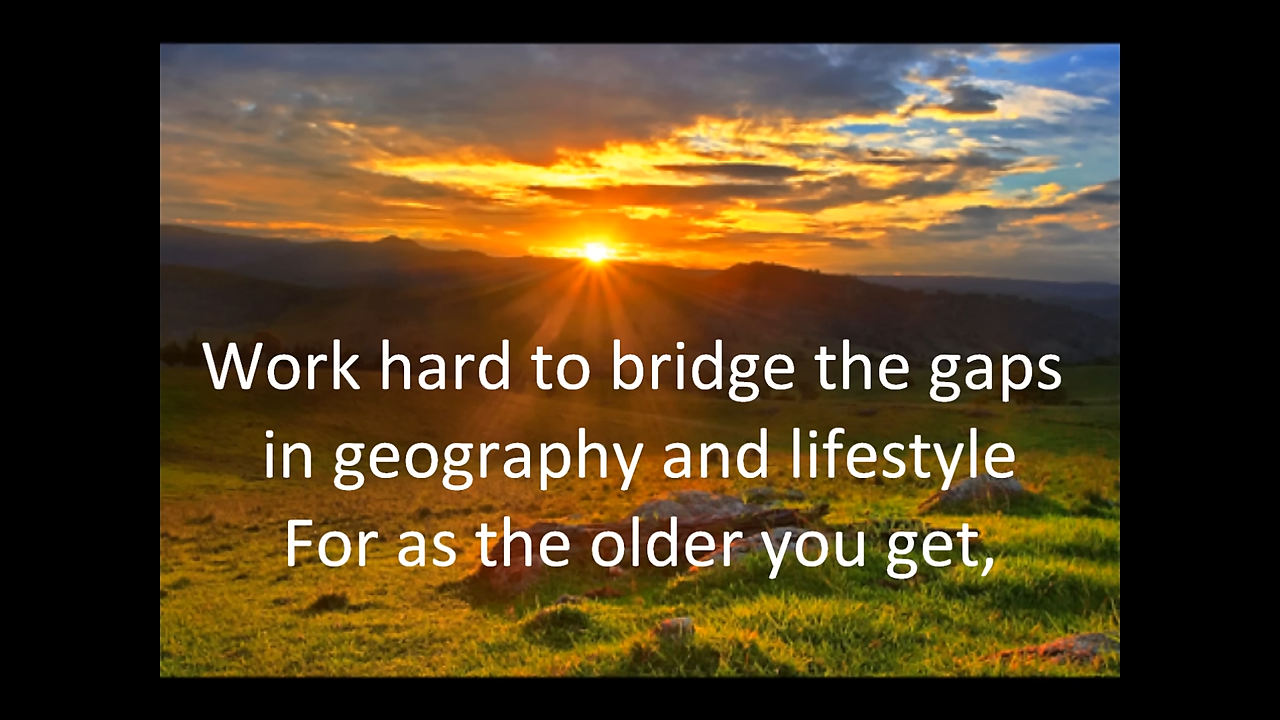 Work hard to bridge the gaps
in geography and lifestyle
For as the older you get,